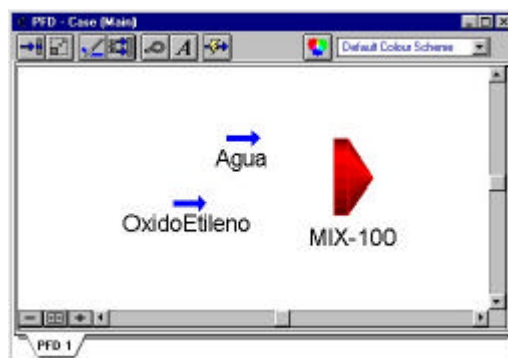 PFD - Case (Main)
A
Default Colour Scheme
Agua
OxidoEtileno
MIX-100
PFD 1